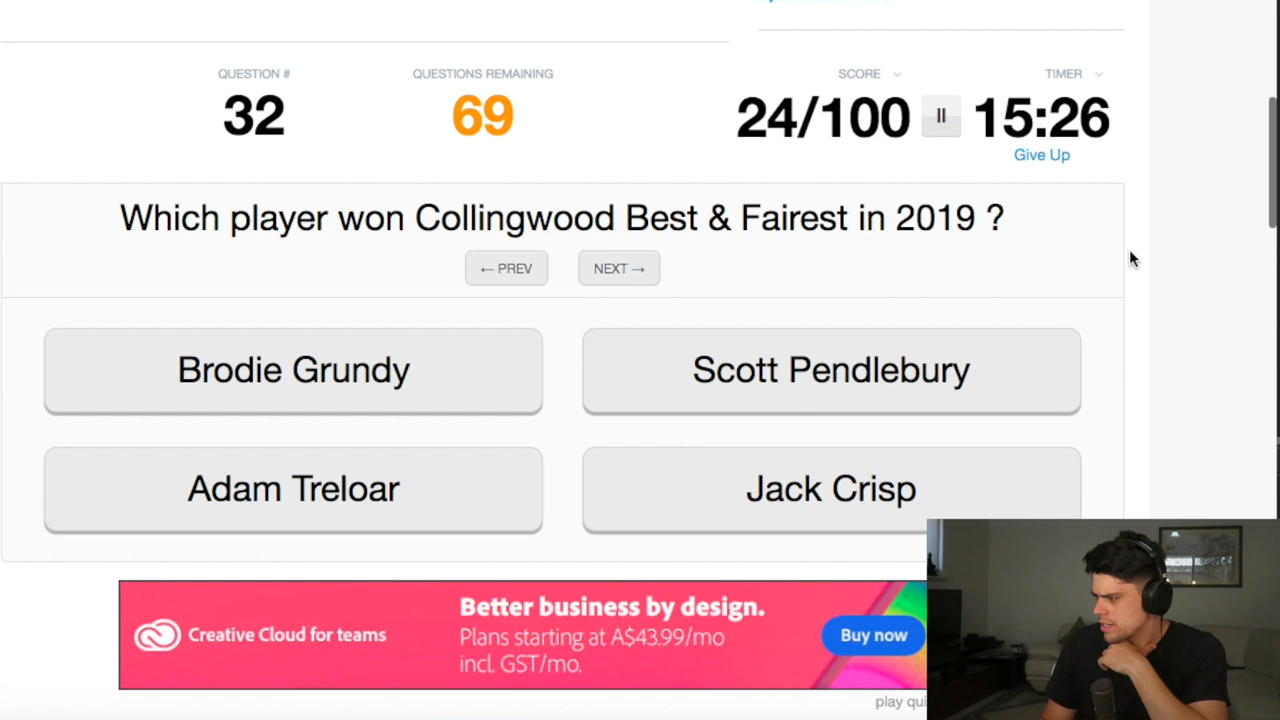 QUESTION #
32
QUESTIONS REMAINING
69
SCORE
24/100
TIMER
15:26
Give Up
Which player won Collingwood Best & Fairest in 2019 ?
← PREV
NEXT →
Brodie Grundy
Scott Pendlebury
Adam Treloar
Jack Crisp
Creative Cloud for teams
Better business by design.
Plans starting at A$43.99/mo
incl. GST/mo.
Buy now
play